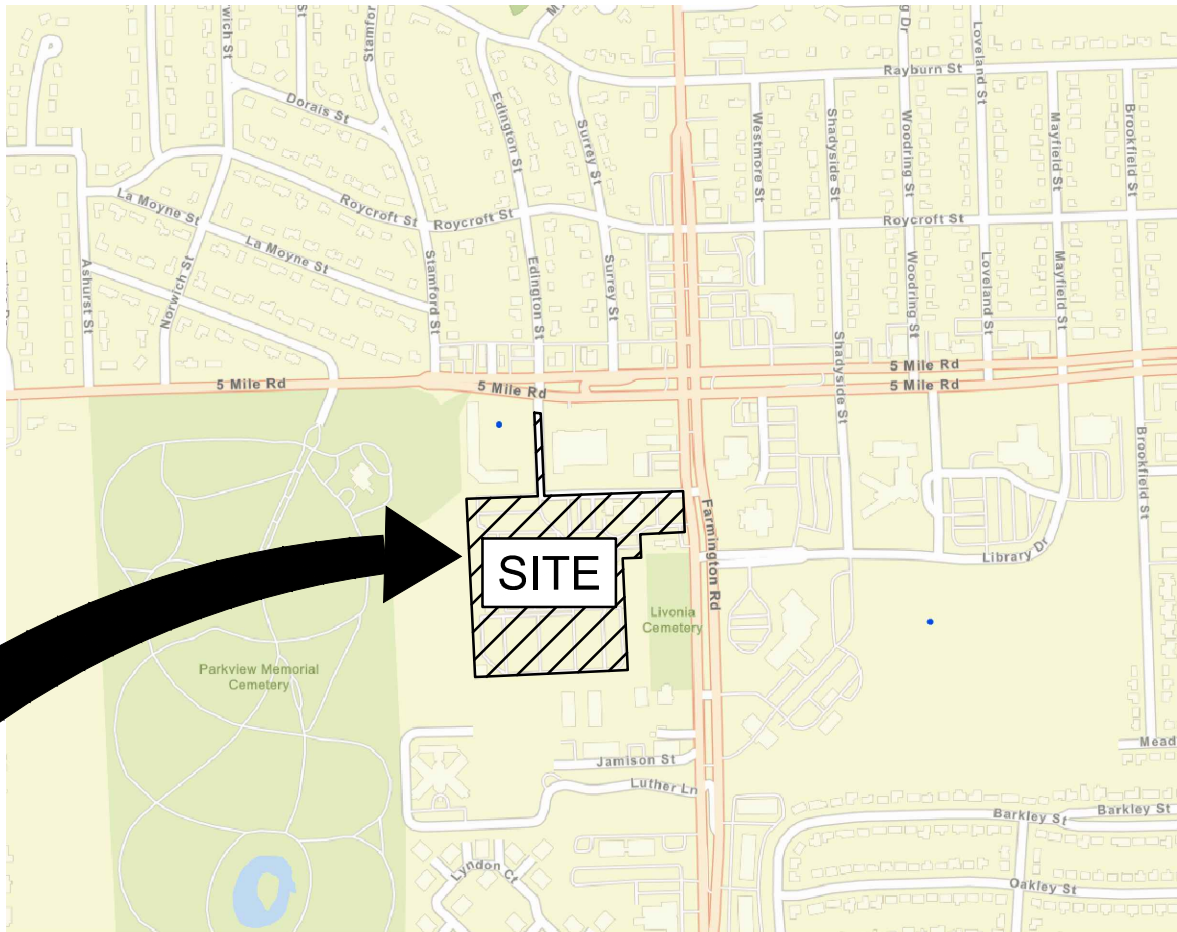 Norwich St
Stamfor
Dorais St
Edington St
Surrey St
Rayburn St
Loveland St
Woodring St
Westmore St
Shadyside St
Mayfield St
Brookfield St
La Moyne St
Roycroft St
Roycroft St
Roycroft St
La Moyne St
Ashurst St
Norwich St
Stamford St
Edington St
Surrey St
Woodring St
Loveland St
Mayfield St
Shadyside St
5 Mile Rd
5 Mile Rd
5 Mile Rd
5 Mile Rd
Brookfield St
Farmington Rd
Library Dr
SITE
Livonia
Cemetery
Parkview Memorial
Cemetery
Jamison St
Luther Ln
Mead
Barkley St
Barkley St
Lyndon Ct
Oakley St